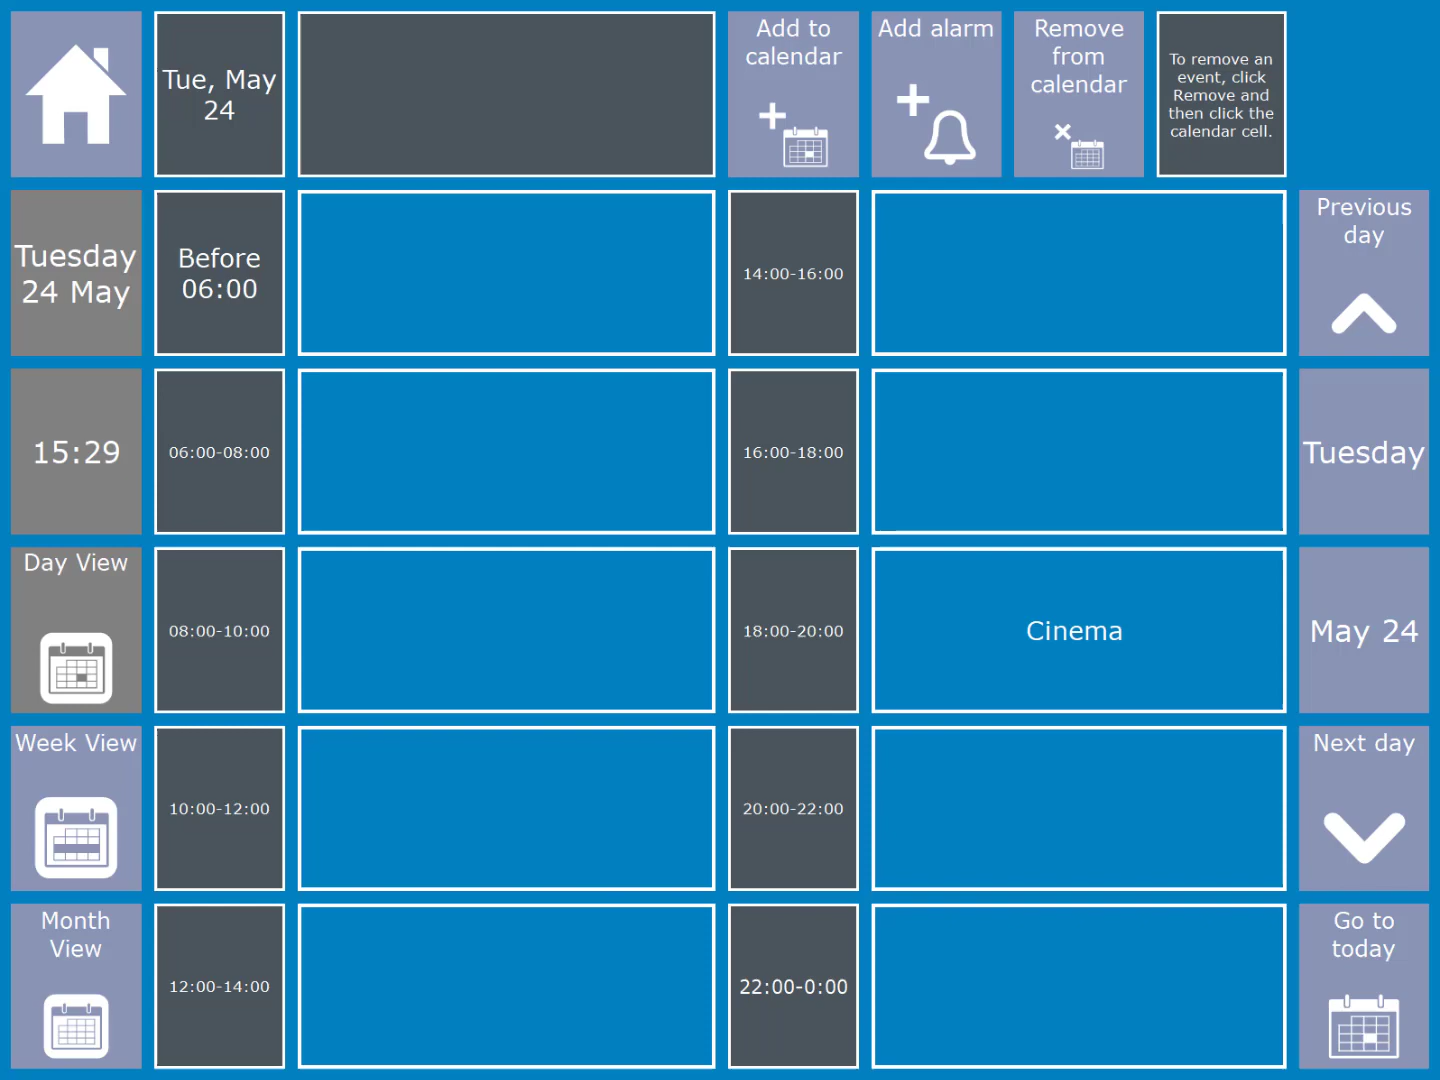 Tue, May
24
Add to
calendar
Add alarm
Remove
from
calendar
To remove an
event, click
Remove and
then click the
calendar cell.
Tuesday
24 May
Before
06:00
14:00-16:00
Previous
day
15:29
06:00-08:00
16:00-18:00
Tuesday
Day View
08:00-10:00
18:00-20:00
Cinema
May 24
Week View
10:00-12:00
20:00-22:00
Next day
Month
View
12:00-14:00
22:00-0:00
Go to
today